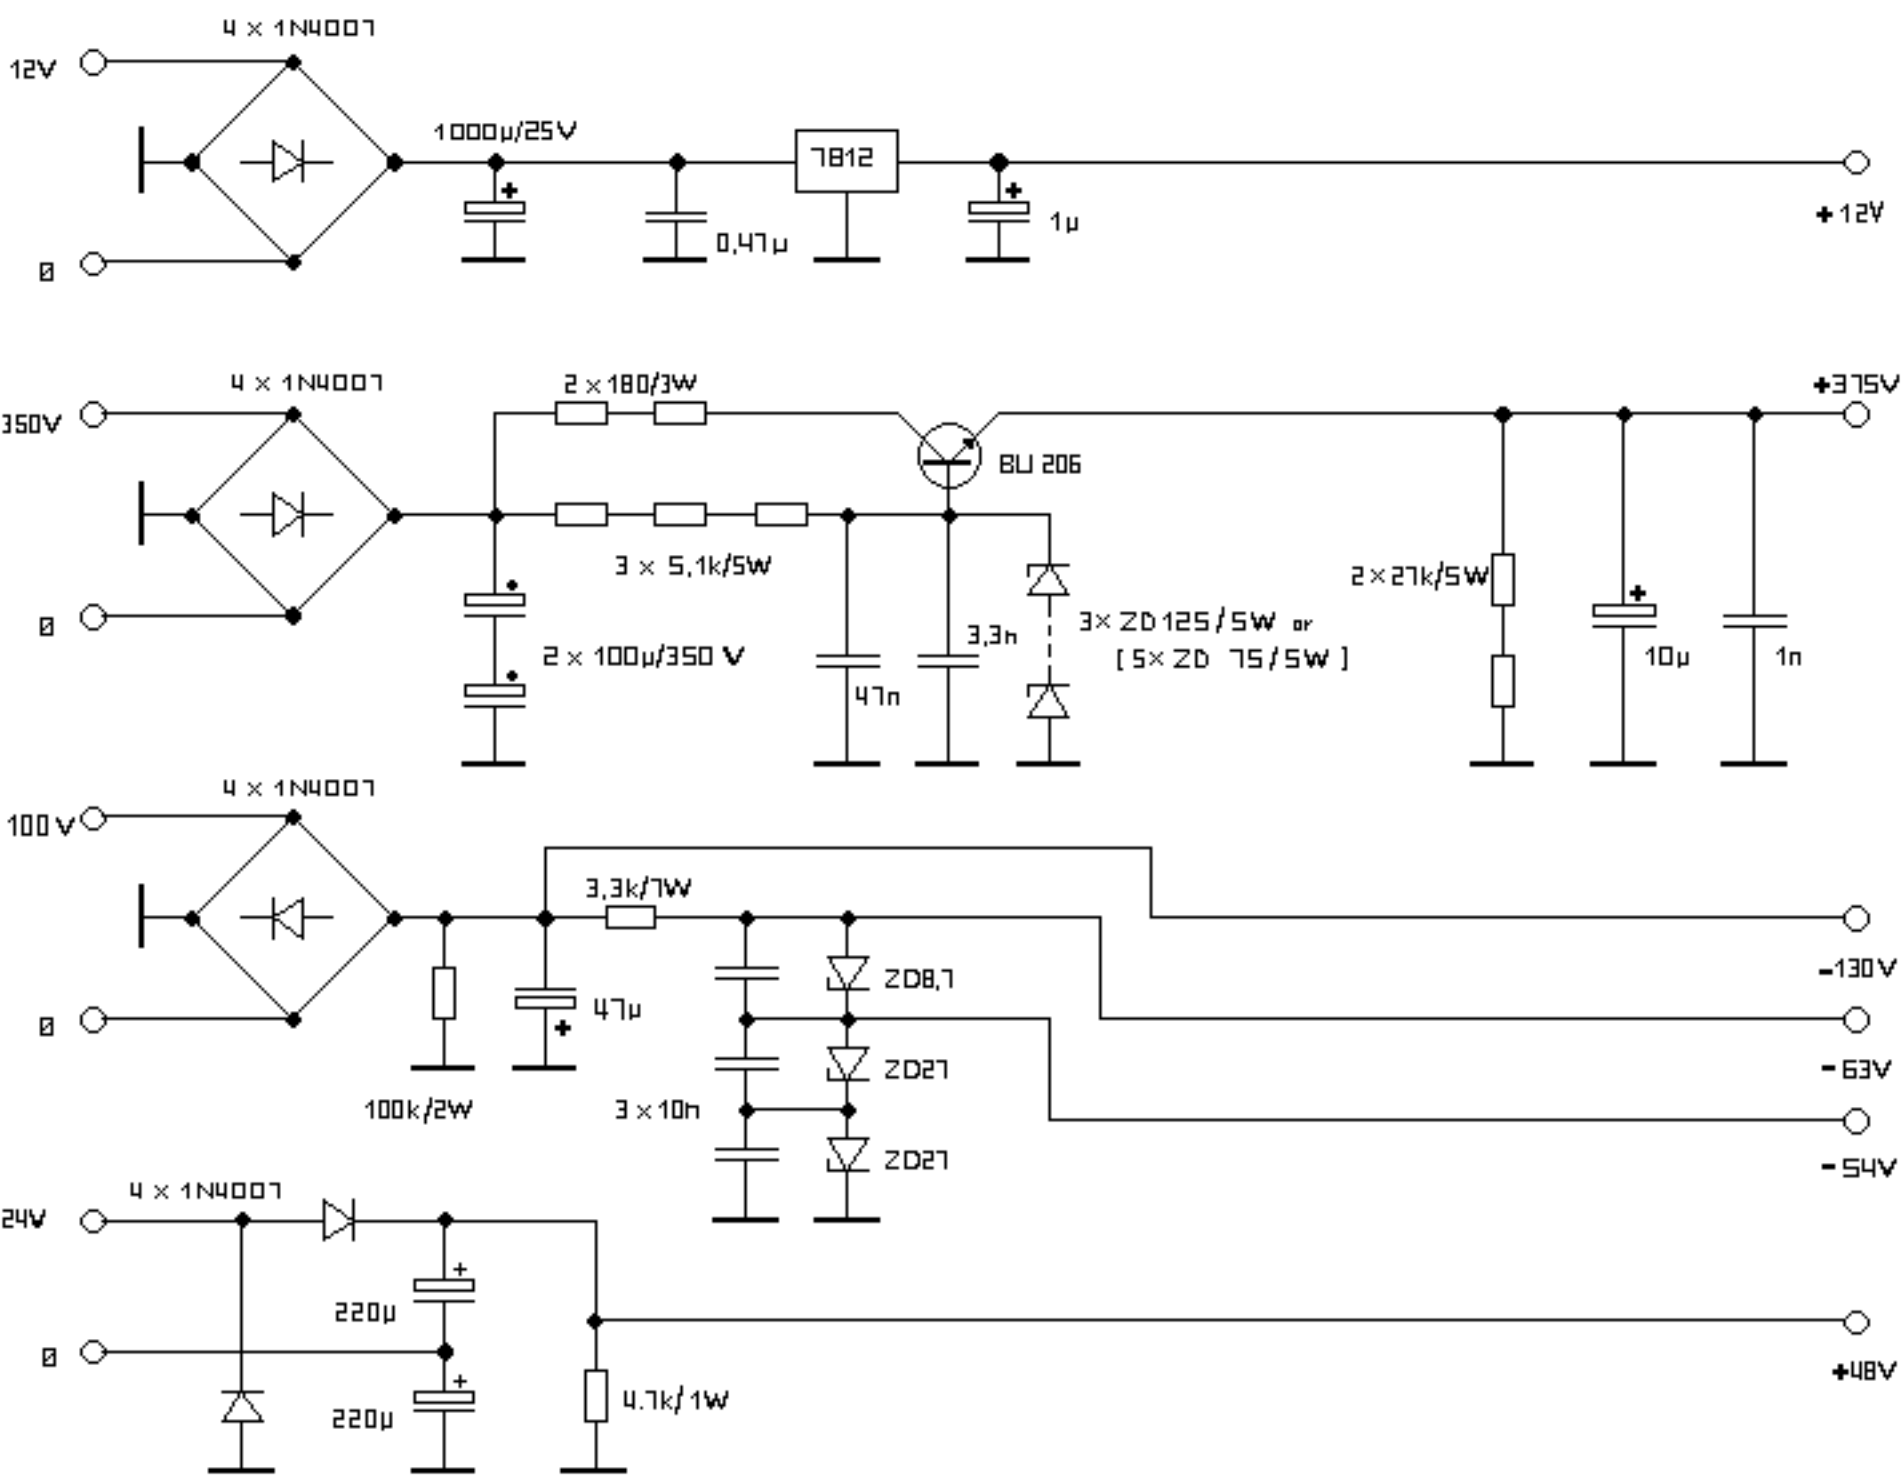 4 x 1N4007
12V
1000µ/25V
7812
0,47µ
1µ
+12V
0
4 x 1N4007
2 x 180/3W
+375V
350V
BU 206
3 x 5,1k/5W
2 x 27k/5W
3x ZD125/5W or
[5x ZD 75/5W]
0
2 x 100µ/350 V
3,3n
47n
10µ
1n
4 x 1N4007
100V
3,3k/7W
ZD8,7
-130V
47µ
0
ZD27
-63V
100k/2W
3 x 10n
ZD27
-54V
4 x 1N4007
24V
220µ
0
+48V
220µ
4.7k/1W